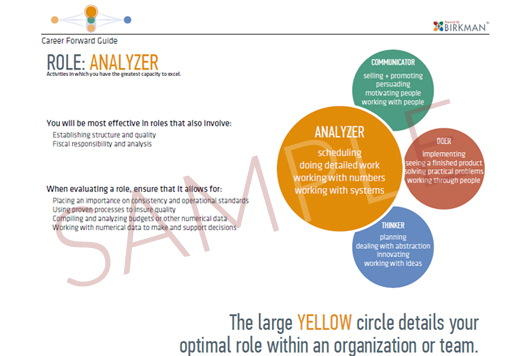 Powered By
BIRKMAN®
Career Forward Guide
ROLE: ANALYZER
Activities in which you have the greatest capacity to excel.
You will be most effective in roles that also involve:
Establishing structure and quality
Fiscal responsibility and analysis
When evaluating a role, ensure that it allows for:
Placing an importance on consistency and operational standards
Using proven processes to insure quality
Compiling and analyzing budgets or other numerical data
Working with numerical data to make and support decisions
COMMUNICATOR
selling + promoting
persuading
motivating people
working with people
ANALYZER
scheduling
doing detailed work
working with numbers
working with systems
DOER
implementing
seeing a finished product
solving practical problems
working through people
THINKER
planning
dealing with abstraction
innovating
working with ideas
SAMPLE
The large YELLOW circle details your
optimal role within an organization or team.